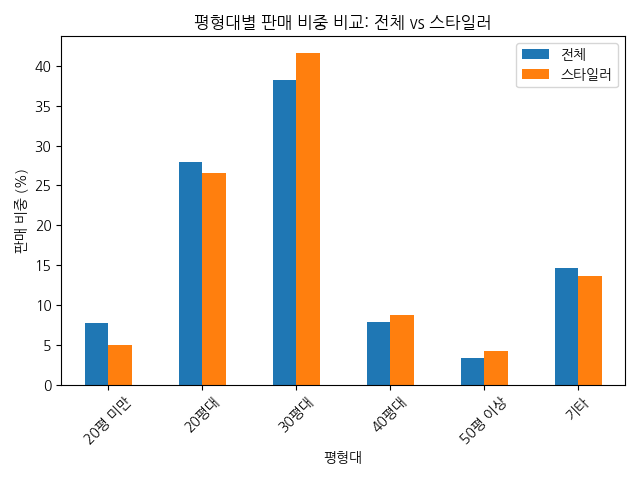 평형대별 판매 비중 비교: 전체 vs 스타일러
전체
스타일러
판매 비중 (%)
40
35
30
25
20
15
10
5
0
20평 미만
20평대
30평대
40평대
50평 이상
기타
평형대